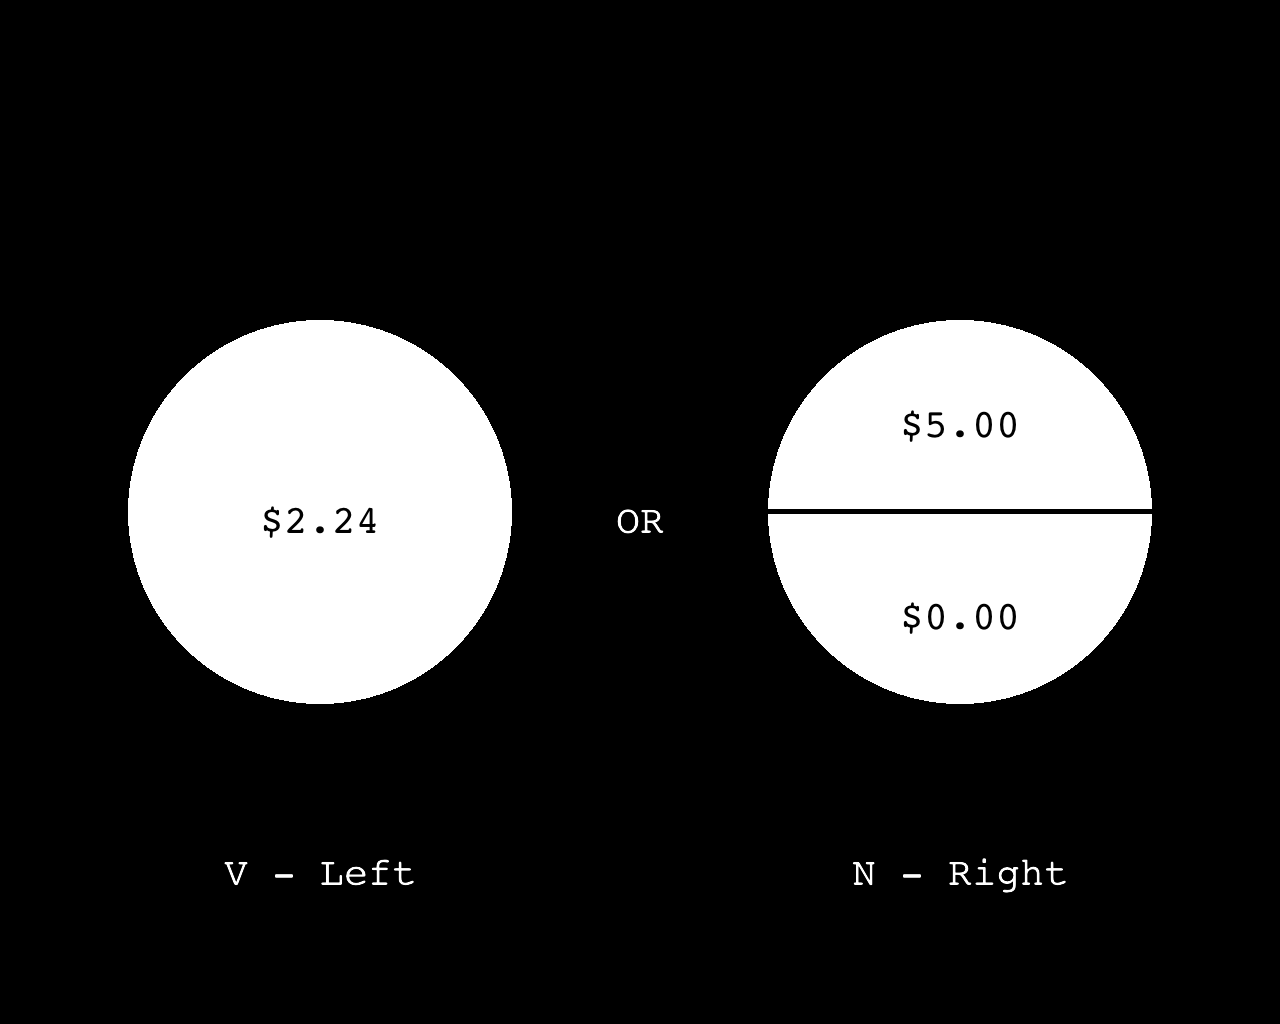 $5.00
$2.24
OR
$0.00
V - Left
N - Right